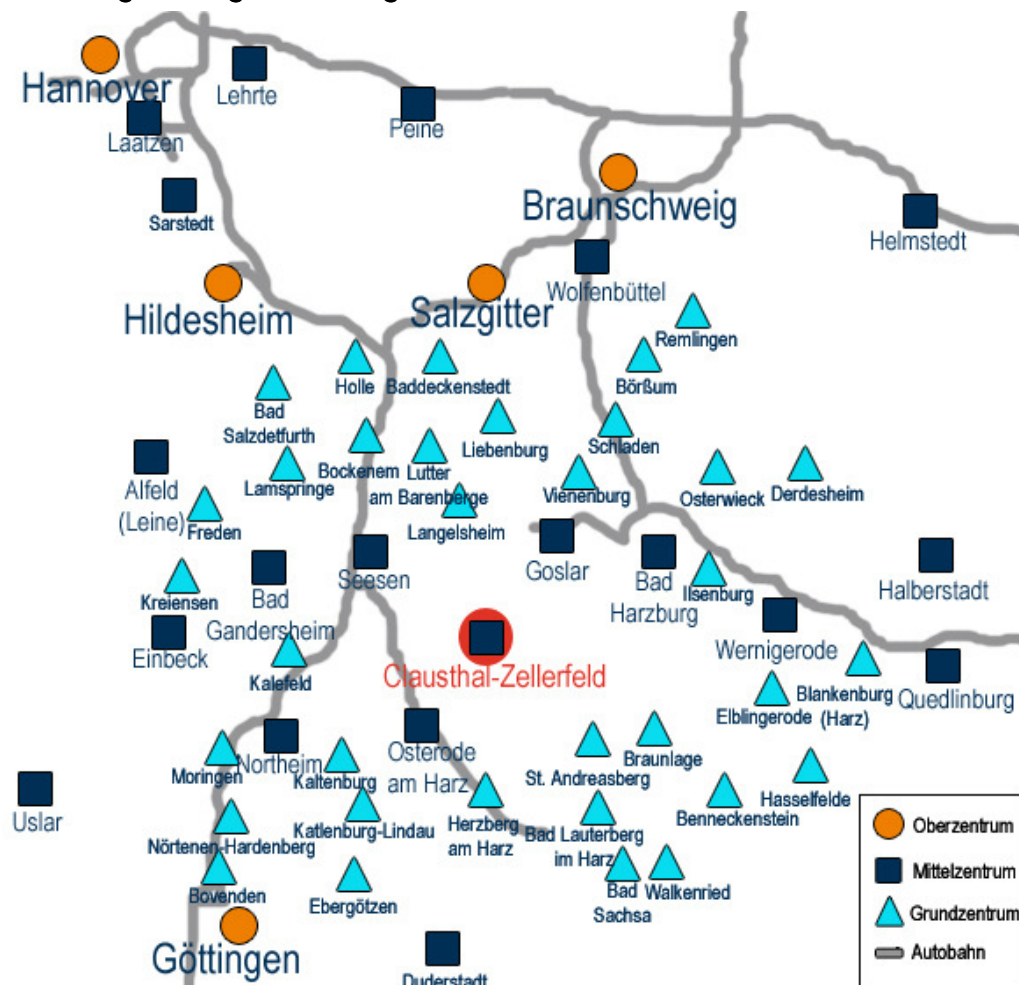 Hannover
Lehrte
Peine
Laatzen
Braunschweig
Sarstedt
Helmstedt
Wolfenbüttel
Hildesheim
Salzgitter
Remlingen
Holle
Baddeckenstedt
Börßum
Bad
Salzdetfurth
Schladen
Liebenburg
Bockenem
Lutter
am Barenberge
Lamspringe
Alfeld
(Leine)
Vienenburg
Osterwieck
Derdesheim
Freden
Langelsheim
Seesen
Goslar
Bad
Harzburg
Ilsenburg
Halberstadt
Kreiensen
Bad
Gandersheim
Einbeck
Wernigerode
Clausthal-Zellerfeld
Kalefeld
Blankenburg
(Harz)
Quedlinburg
Elblingerode
Osterode
am Harz
Northeim
Moringen
Kaltenburg
St. Andreasberg
Braunlage
Hasselfelde
Benneckenstein
Uslar
Katlenburg-Lindau
Herzberg
am Harz
Bad Lauterberg
im Harz
Nörtenen-Hardenberg
Bovenden
Ebergötzen
Bad
Sachsa
Walkenried
Göttingen
Duderstadt
Oberzentrum
Mittelzentrum
Grundzentrum
Autobahn